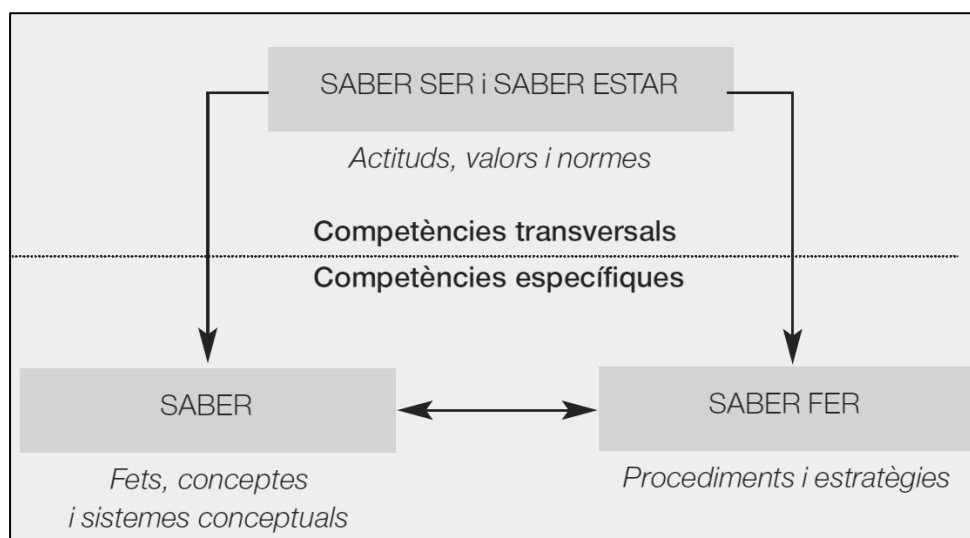 SABER SER i SABER ESTAR
Actituds, valors i normes
Competències transversals
Competències específiques
SABER
Fets, conceptes
i sistemes conceptuals
SABER FER
Procediments i estratègies